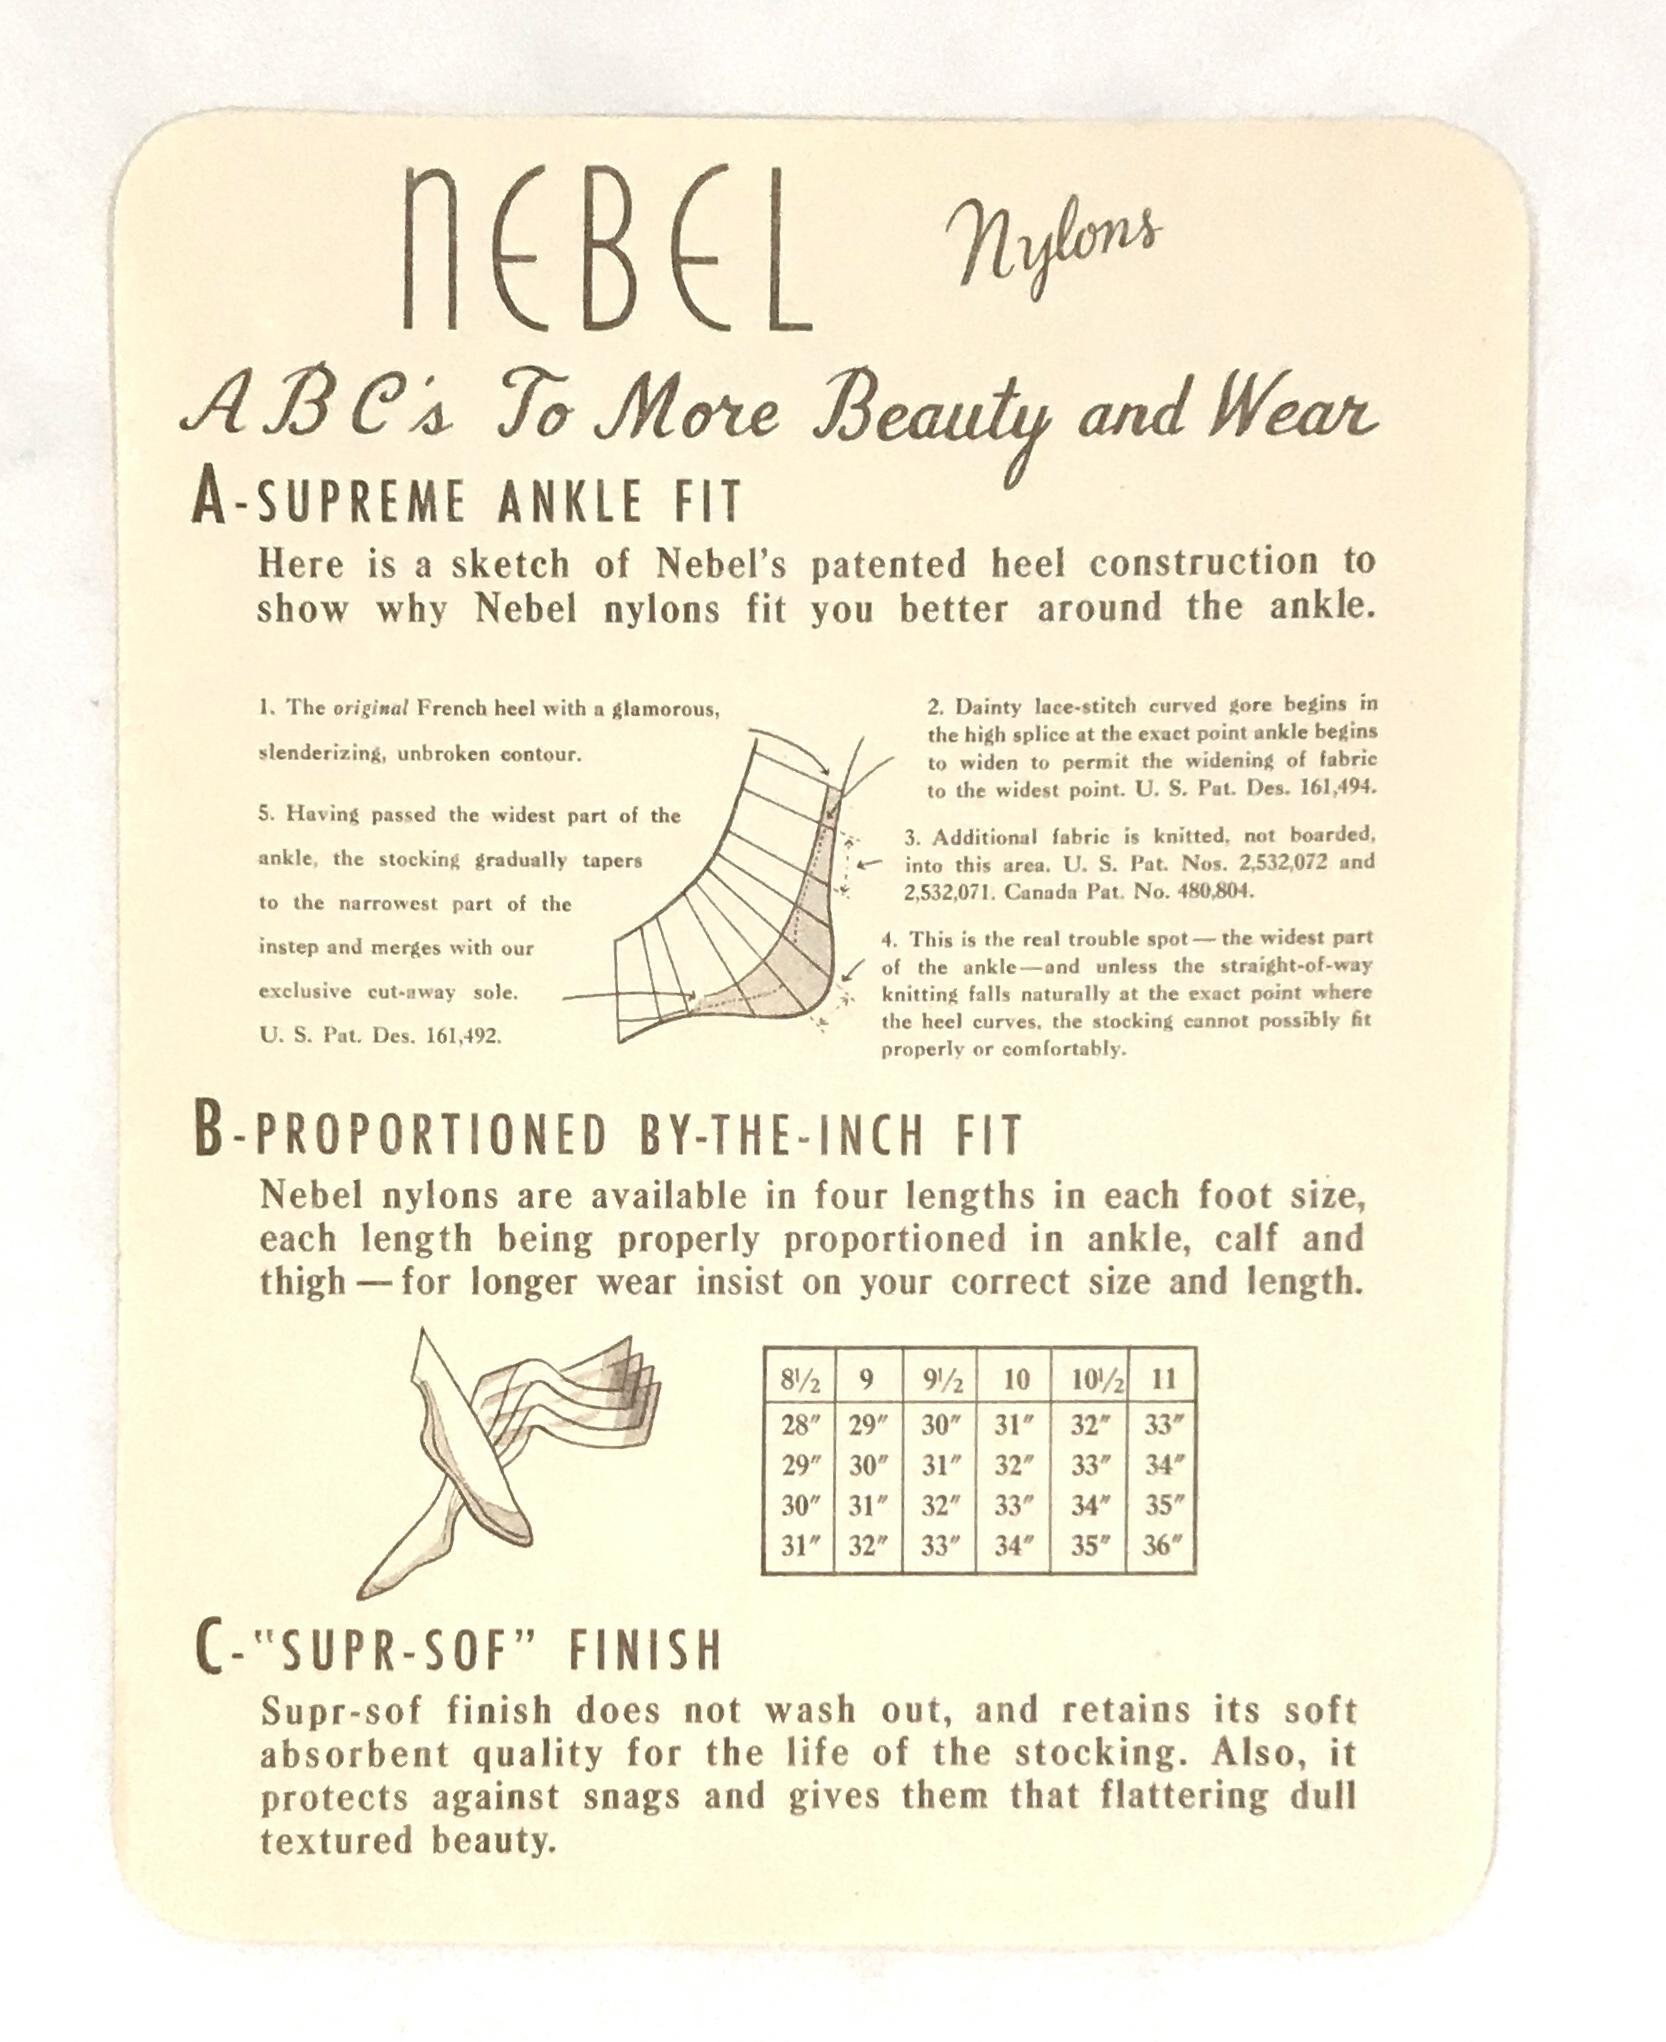 NEBEL Nylons
A B C's To More Beauty and Wear
A-SUPREME ANKLE FIT
Here is a sketch of Nebel's patented heel construction to
show why Nebel nylons fit you better around the ankle.
1. The original French heel with a glamorous,
slenderizing, unbroken contour.
2. Dainty lace-stitch curved gore begins in
the high splice at the exact point ankle begins
to widen to permit the widening of fabric
to the widest point. U. S. Pat. Des. 161,494.
3. Additional fabric is knitted, not boarded,
into this area. U. S. Pat. Nos. 2,532,072 and
2,532,071. Canada Pat. No. 480,804.
4. This is the real trouble spot — the widest part
of the ankle—and unless the straight-of-way
knitting falls naturally at the exact point where
the heel curves, the stocking cannot possibly fit
properly or comfortably.
5. Having passed the widest part of the
ankle, the stocking gradually tapers
to the narrowest part of the
instep and merges with our
exclusive cut-away sole.
U. S. Pat. Des. 161,492.
B-PROPORTIONED BY-THE-INCH FIT
Nebel nylons are available in four lengths in each foot size,
each length being properly proportioned in ankle, calf and
thigh — for longer wear insist on your correct size and length.
8½ 9 9½ 10 10½ 11
28" 29" 30" 31" 32" 33"
29" 30" 31" 32" 33" 34"
30" 31" 32" 33" 34" 35"
31" 32" 33" 34" 35" 36"
C-"SUPR-SOF" FINISH
Supr-sof finish does not wash out, and retains its soft
absorbent quality for the life of the stocking. Also, it
protects against snags and gives them that flattering dull
textured beauty.